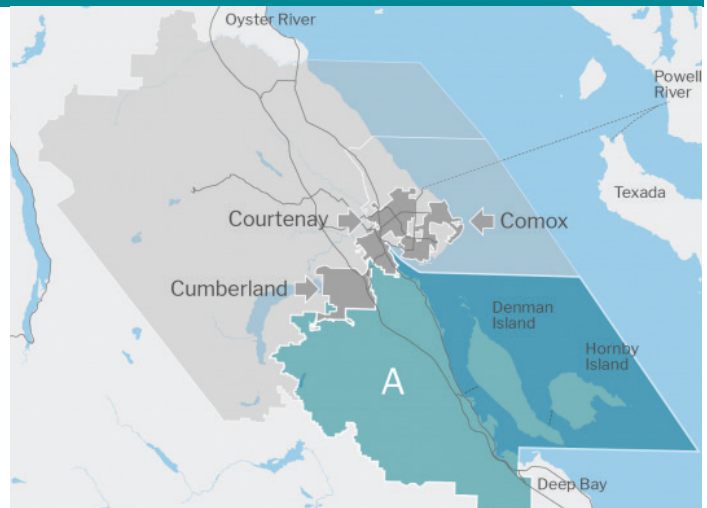 Oyster River
Powell
River
Texada
Courtenay
Comox
Cumberland
Denman
Island
Hornby
Island
A
Deep Bay